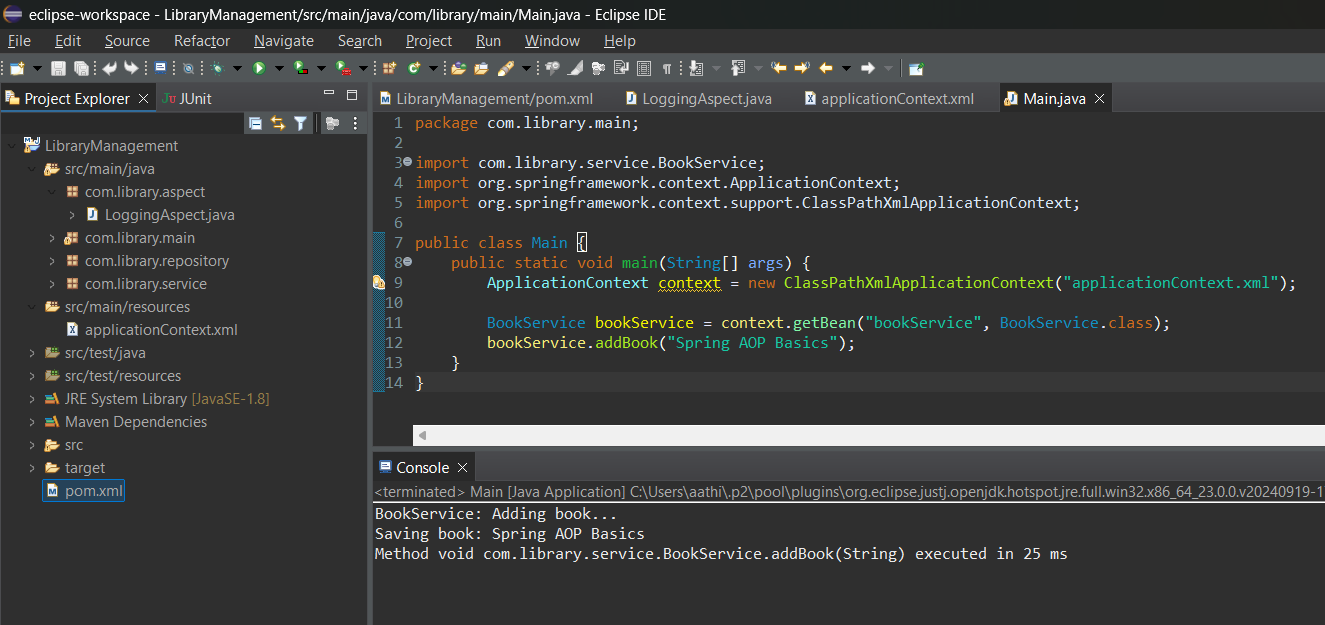 eclipse-workspace - LibraryManagement/src/main/java/com/library/main/Main.java - Eclipse IDE
File Edit Source Refactor Navigate Search Project Run Window Help
Project Explorer
JUnit
LibraryManagement
src/main/java
com.library.aspect
LoggingAspect.java
com.library.main
com.library.repository
com.library.service
src/main/resources
applicationContext.xml
src/test/java
src/test/resources
JRE System Library [JavaSE-1.8]
Maven Dependencies
src
target
pom.xml
LibraryManagement/pom.xml LoggingAspect.java applicationContext.xml Main.java
1 package com.library.main;
2
3 import com.library.service.BookService;
4 import org.springframework.context.ApplicationContext;
5 import org.springframework.context.support.ClassPathXmlApplicationContext;
6
7 public class Main {
8 public static void main(String[] args) {
9 ApplicationContext context = new ClassPathXmlApplicationContext("applicationContext.xml");
10
11 BookService bookService = context.getBean("bookService", BookService.class);
12 bookService.addBook("Spring AOP Basics");
13 }
14 }
Console
<terminated> Main [Java Application] C:\Users\aathi\.p2\pool\plugins\org.eclipse.justj.openjdk.hotspot.jre.full.win32.x86_64_23.0.0.v20240919-1
BookService: Adding book...
Saving book: Spring AOP Basics
Method void com.library.service.BookService.addBook(String) executed in 25 ms